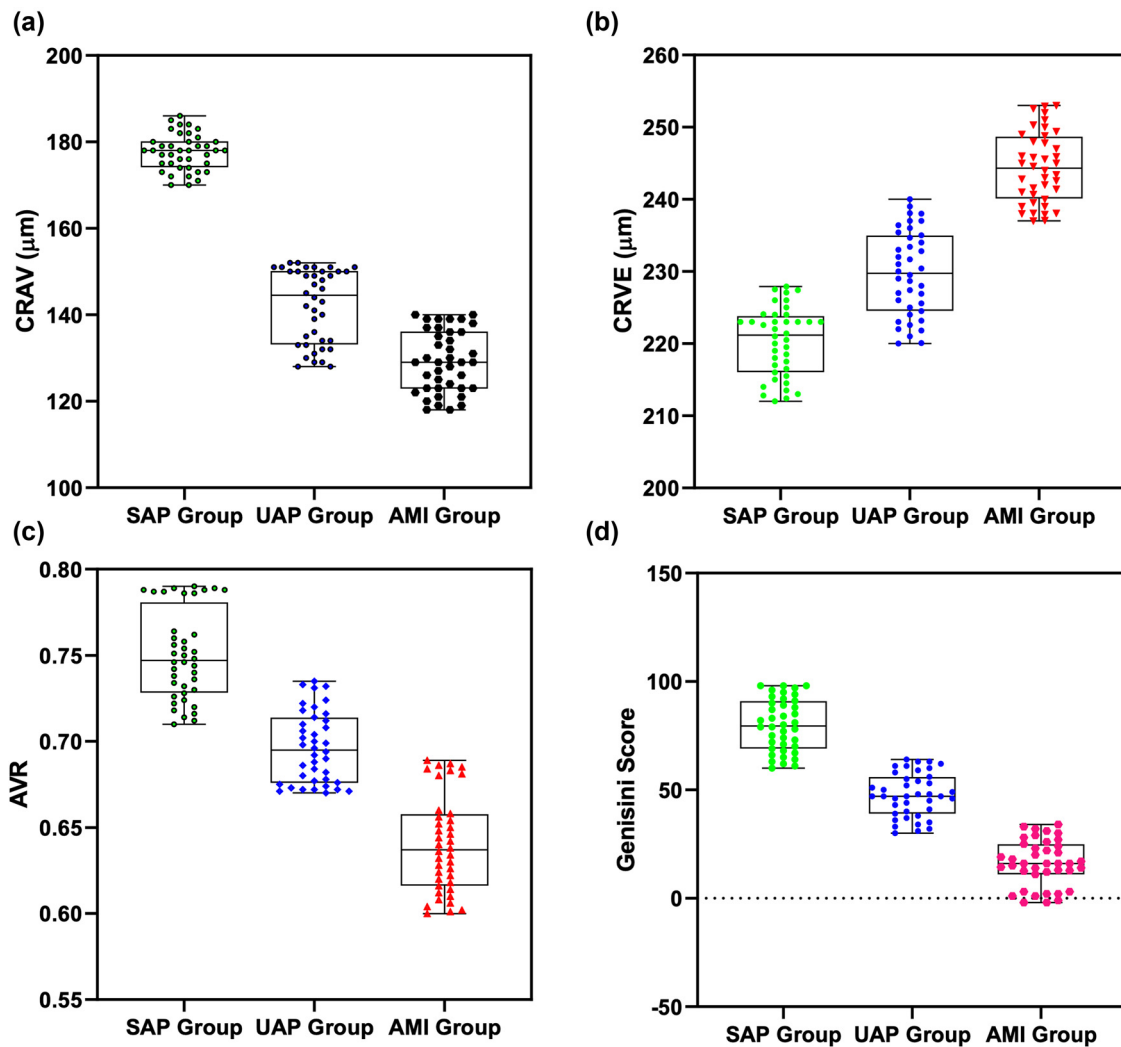 (a)
200
180
160
140
120
100
CRAV (μm)
SAP Group UAP Group AMI Group
(b)
260
250
240
230
220
210
200
CRVE (μm)
SAP Group UAP Group AMI Group
(c)
0.80
0.75
0.70
0.65
0.60
0.55
AVR
SAP Group UAP Group AMI Group
(d)
150
100
50
0
-50
Genisini Score
SAP Group UAP Group AMI Group